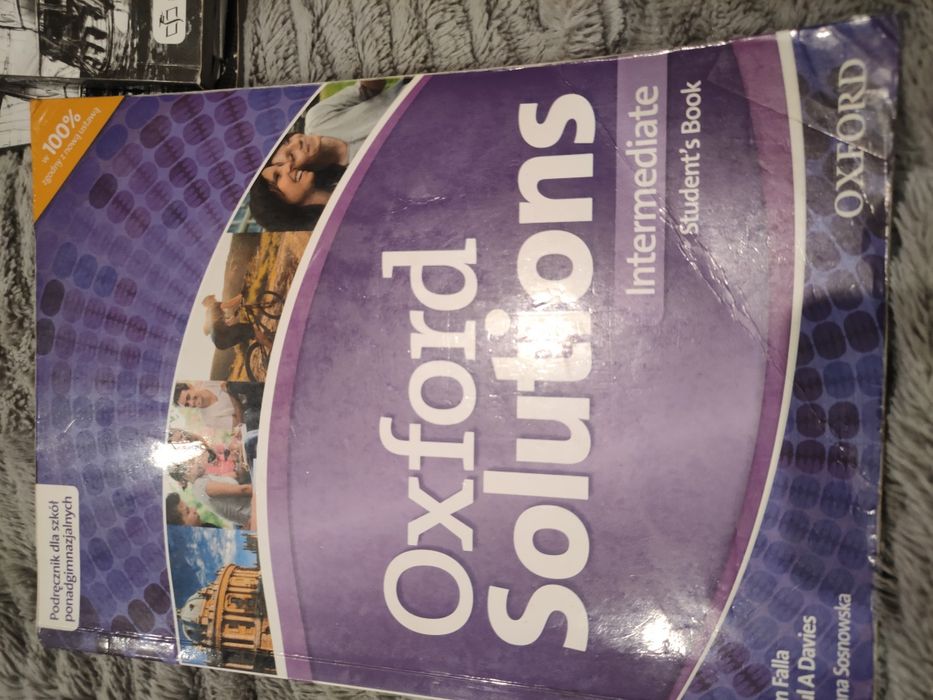 w 100%
zgodny z nową ustawą
Podręcznik dla szkół
ponadgimnazjalnych
Oxford
Solutions
Intermediate
Student's Book
Falla
A Davies
Sosnowska
OXFORD